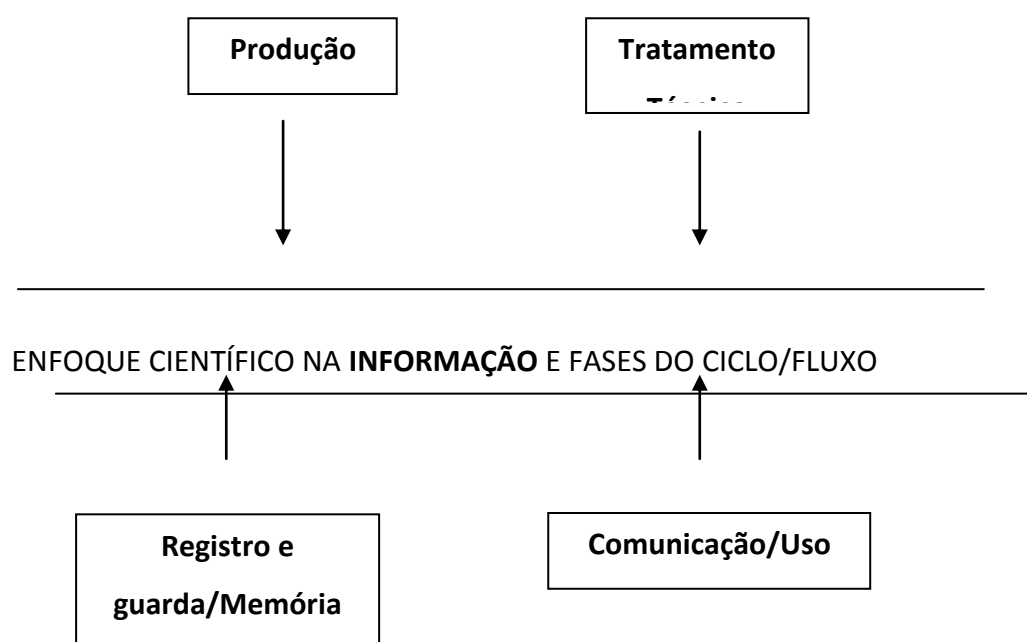 Produção
Tratamento
ENFOQUE CIENTÍFICO NA INFORMAÇÃO E FASES DO CICLO/FLUXO
Registro e
guarda/Memória
Comunicação/Uso